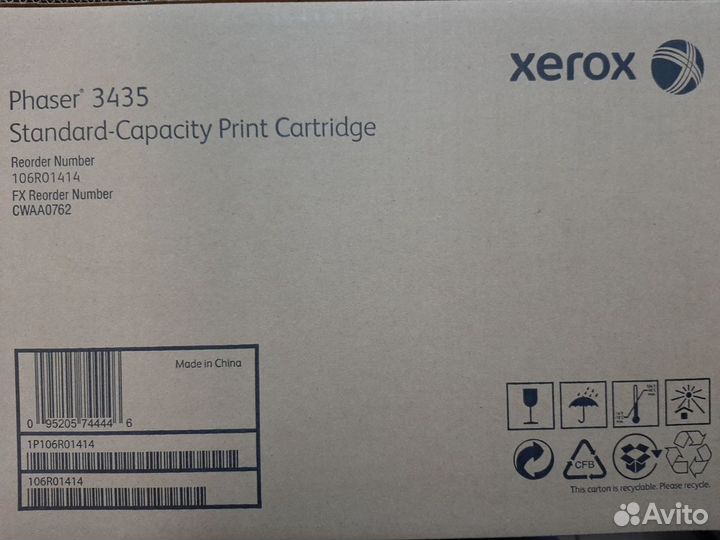 xerox
Phaser® 3435
Standard-Capacity Print Cartridge
Reorder Number
106R01414
FX Reorder Number
CWAA0762
Made in China
0 95205 74444 6
1P106R01414
106R01414
CFB
This carton is recyclable. Please recycle.
Avito